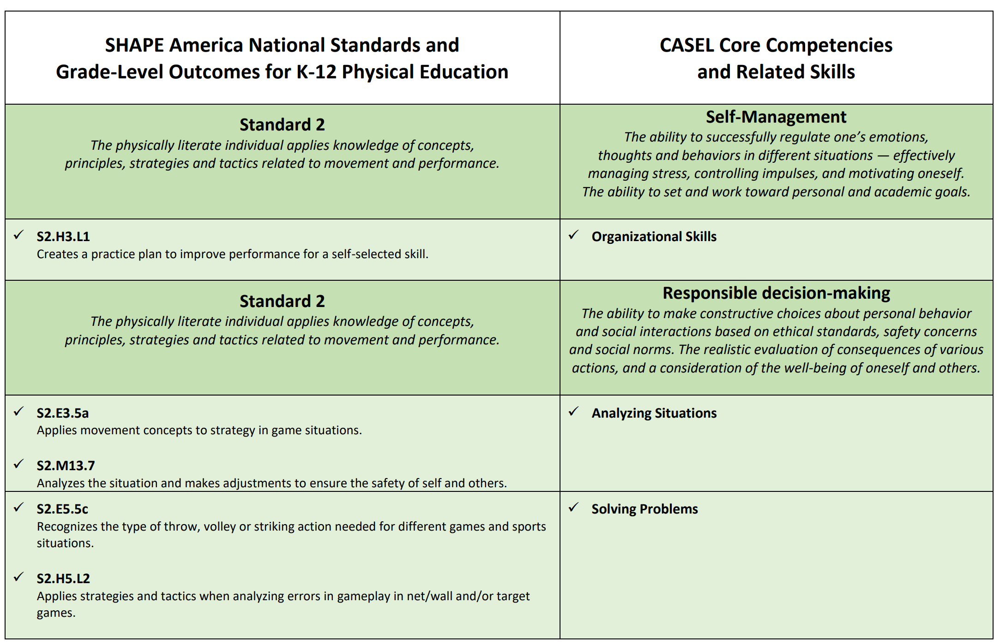 SHAPE America National Standards and
Grade-Level Outcomes for K-12 Physical Education
CASEL Core Competencies
and Related Skills
Standard 2
The physically literate individual applies knowledge of concepts,
principles, strategies and tactics related to movement and performance.
Self-Management
The ability to successfully regulate one’s emotions,
thoughts and behaviors in different situations — effectively
managing stress, controlling impulses, and motivating oneself.
The ability to set and work toward personal and academic goals.
✓ S2.H3.L1
Creates a practice plan to improve performance for a self-selected skill.
✓ Organizational Skills
Standard 2
The physically literate individual applies knowledge of concepts,
principles, strategies and tactics related to movement and performance.
Responsible decision-making
The ability to make constructive choices about personal behavior
and social interactions based on ethical standards, safety concerns
and social norms. The realistic evaluation of consequences of various
actions, and a consideration of the well-being of oneself and others.
✓ S2.E3.5a
Applies movement concepts to strategy in game situations.
✓ S2.M13.7
Analyzes the situation and makes adjustments to ensure the safety of self and others.
✓ Analyzing Situations
✓ S2.E5.5c
Recognizes the type of throw, volley or striking action needed for different games and sports
situations.
✓ S2.H5.L2
Applies strategies and tactics when analyzing errors in gameplay in net/wall and/or target
games.
✓ Solving Problems